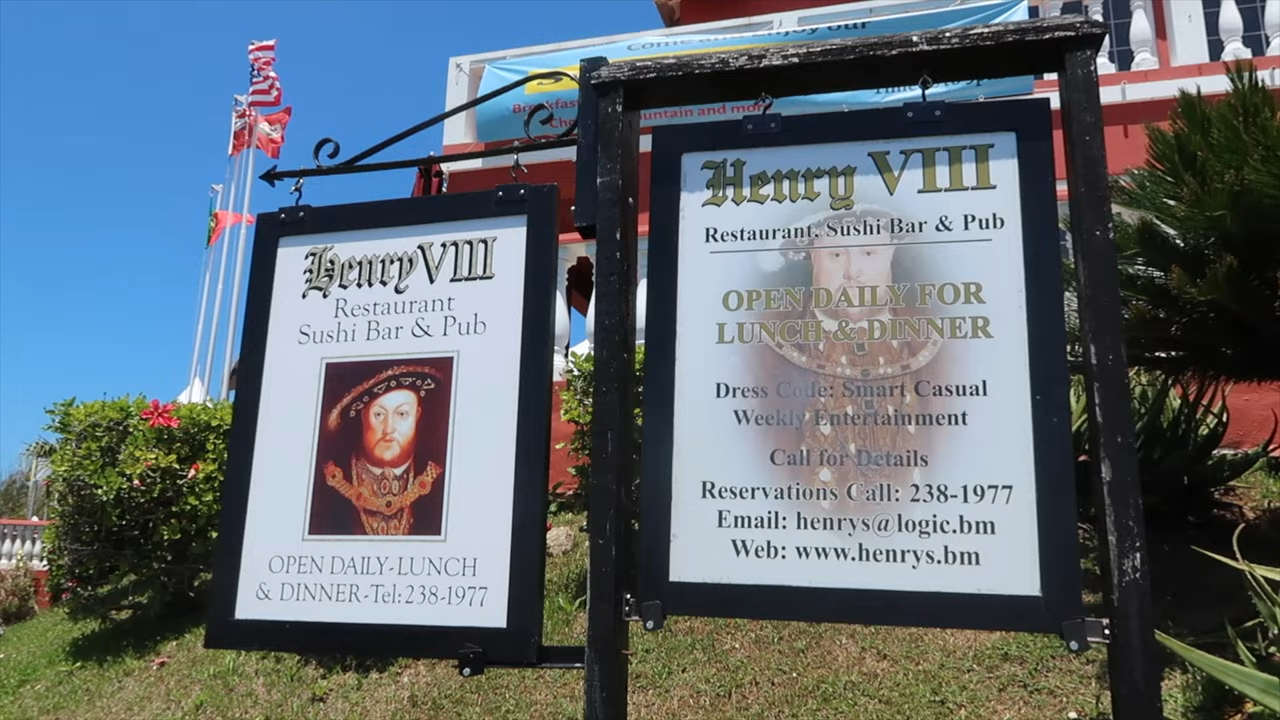 Come and Enjoy our
Breakfast
Mountain and more
Henry VIII
Restaurant
Sushi Bar & Pub
OPEN DAILY-LUNCH
& DINNER-Tel:238-1977
Henry VIII
Restaurant, Sushi Bar & Pub
OPEN DAILY FOR
LUNCH & DINNER
Dress Code: Smart Casual
Weekly Entertainment
Call for Details
Reservations Call: 238-1977
Email: henrys@logic.bm
Web: www.henrys.bm